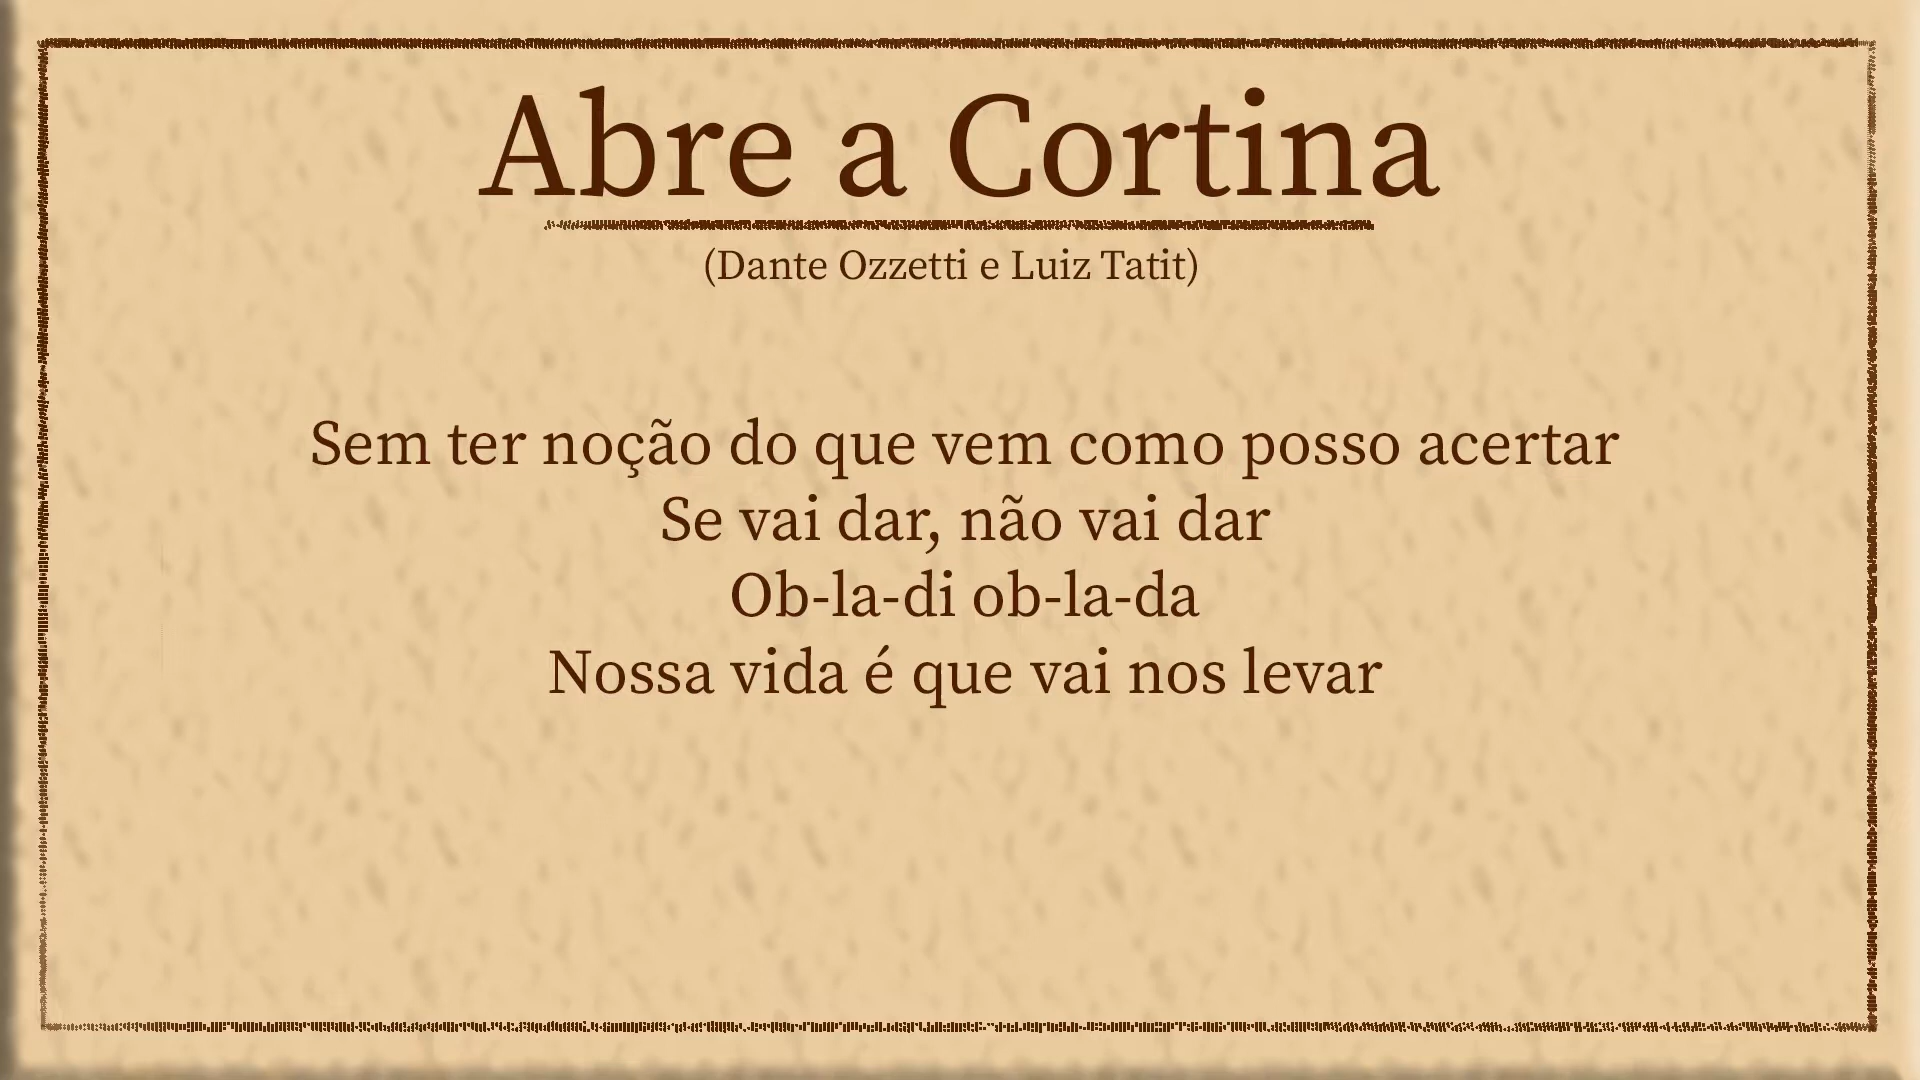 Abre a Cortina
(Dante Ozzetti e Luiz Tatit)
Sem ter noção do que vem como posso acertar
Se vai dar, não vai dar
Ob-la-di ob-la-da
Nossa vida é que vai nos levar